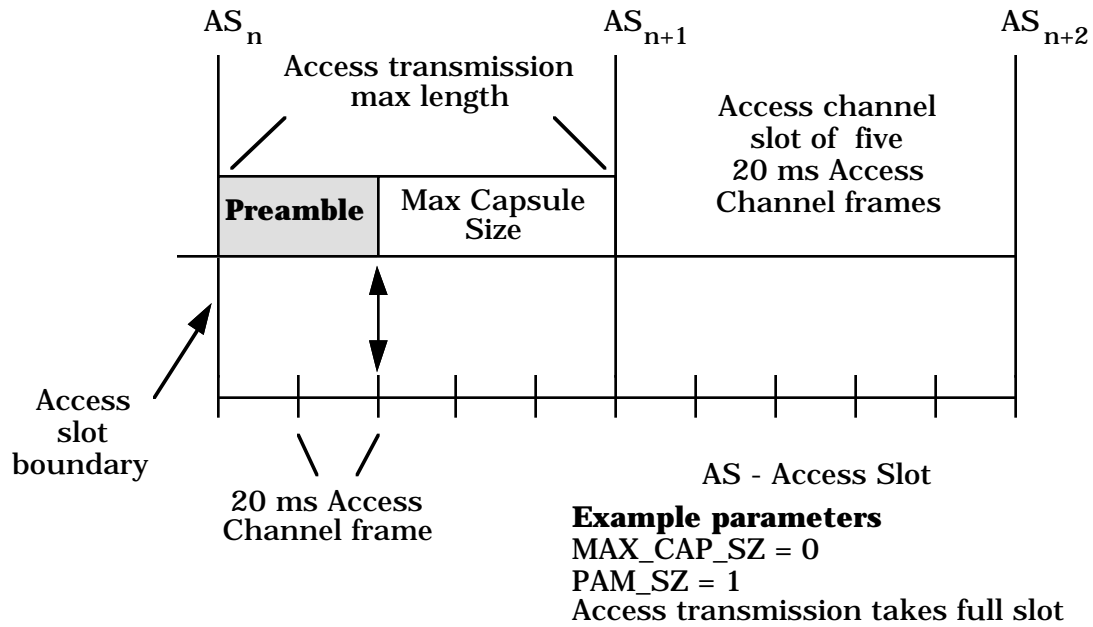 AS_n
AS_{n+1}
AS_{n+2}
Access transmission
max length
Access channel
slot of five
20 ms Access
Channel frames
Preamble
Max Capsule
Size
Access
slot
boundary
20 ms Access
Channel frame
AS - Access Slot
Example parameters
MAX_CAP_SZ = 0
PAM_SZ = 1
Access transmission takes full slot